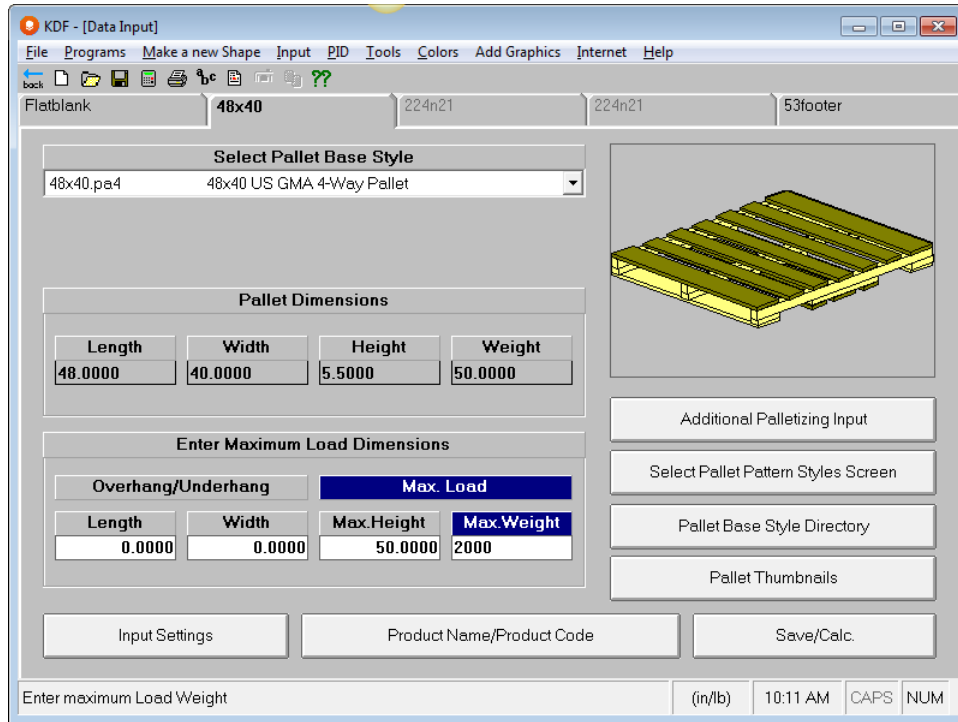 KDF - [Data Input]
File Programs Make a new Shape Input PID Tools Colors Add Graphics Internet Help
back abc ??
Flatblank 48x40 224n21 224n21 53footer
Select Pallet Base Style
48x40.pa4 48x40 US GMA 4-Way Pallet
Pallet Dimensions
Length Width Height Weight
48.0000 40.0000 5.5000 50.0000
Enter Maximum Load Dimensions
Overhang/Underhang Max. Load
Length Width Max.Height Max.Weight
0.0000 0.0000 50.0000 2000
Additional Palletizing Input
Select Pallet Pattern Styles Screen
Pallet Base Style Directory
Pallet Thumbnails
Input Settings Product Name/Product Code Save/Calc.
Enter maximum Load Weight (in/lb) 10:11 AM CAPS NUM